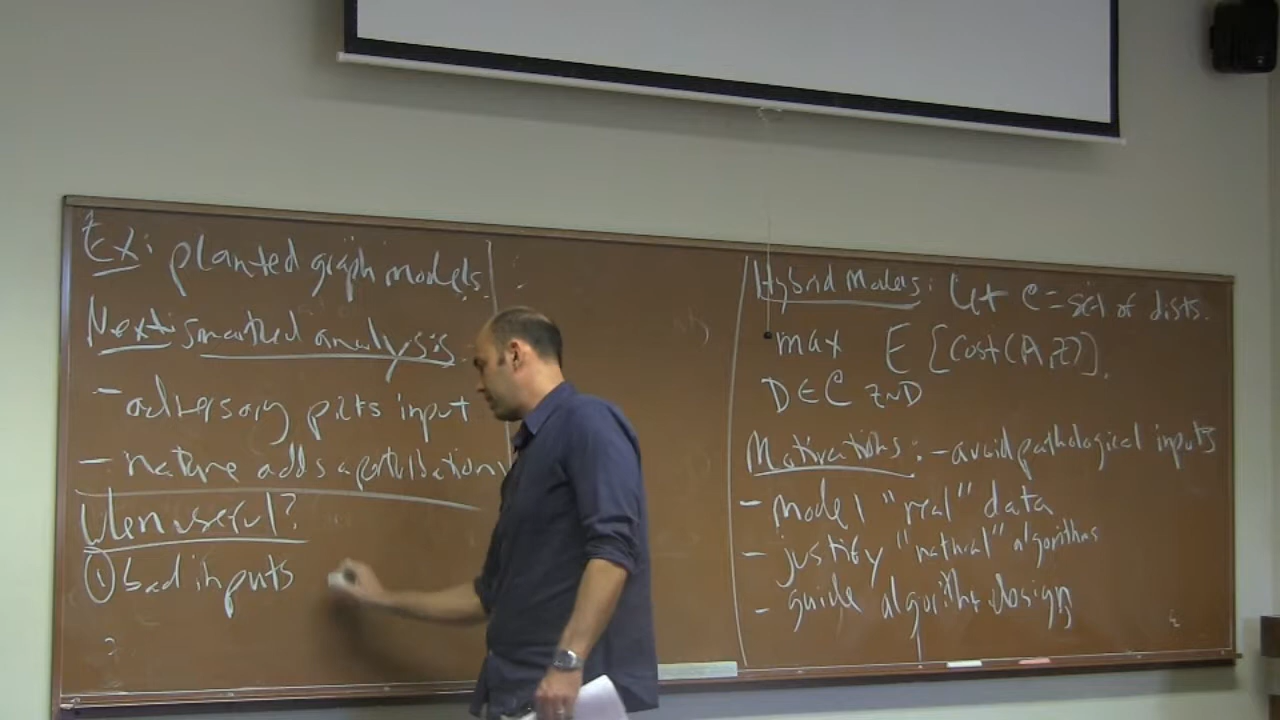 Ex: planted graph models
Next: smoothed analysis
- adversary picks input
- nature adds a perturbation
When useful?
① bad inputs
Hybrid Models: Let C = set of dists.
max E [cost(A,z)].
D∈C z~D
Motivations: - avoid pathological inputs
- model "real" data
- justify "natural" algorithms
- guide algorithm design